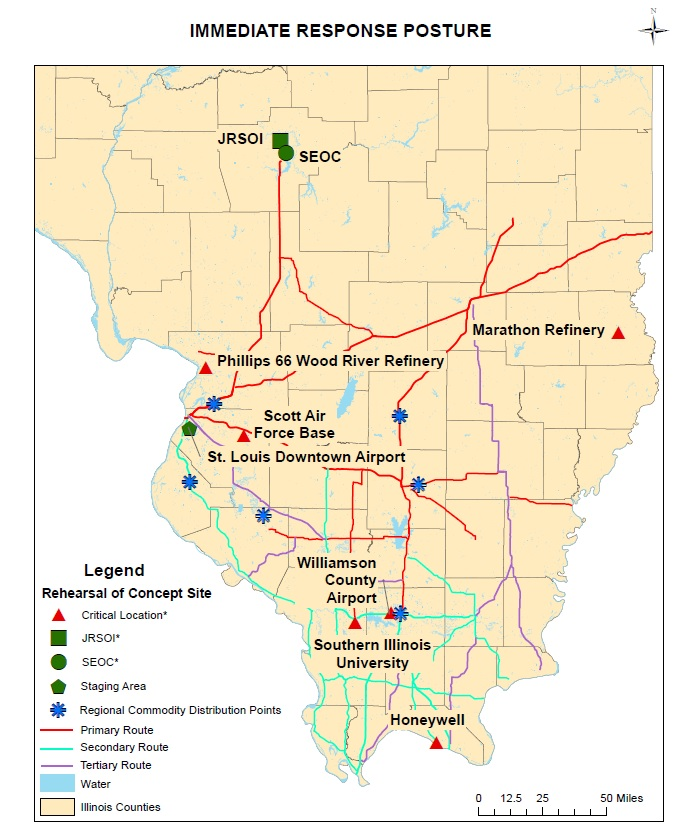 IMMEDIATE RESPONSE POSTURE
N
JRSOI
SEOC
Marathon Refinery
Phillips 66 Wood River Refinery
Scott Air
Force Base
St. Louis Downtown Airport
Williamson
County
Airport
Southern Illinois
University
Honeywell
Legend
Rehearsal of Concept Site
Critical Location*
JRSOI*
SEOC*
Staging Area
Regional Commodity Distribution Points
Primary Route
Secondary Route
Tertiary Route
Water
Illinois Counties
0 12.5 25 50 Miles